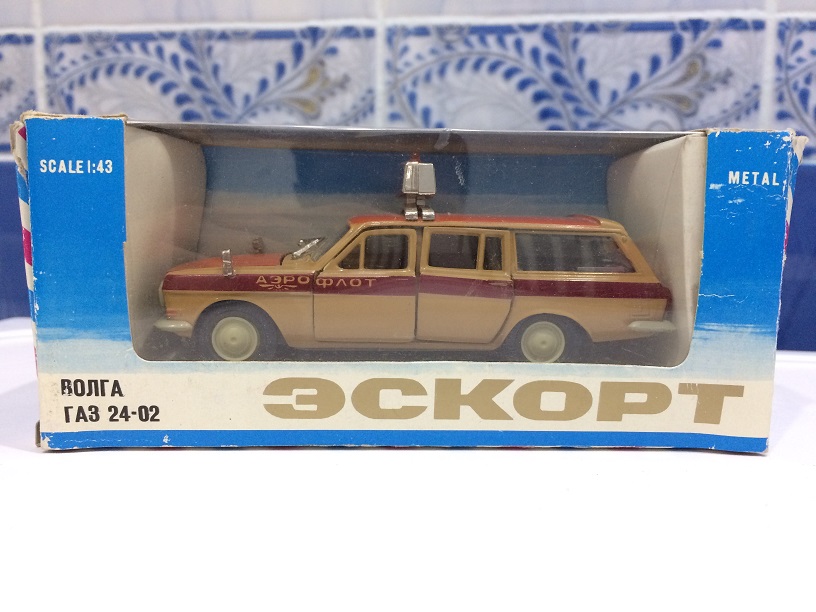 SCALE 1:43
METAL
АЭРОФЛОТ
ВОЛГА
ГАЗ 24-02
ЭСКОРТ